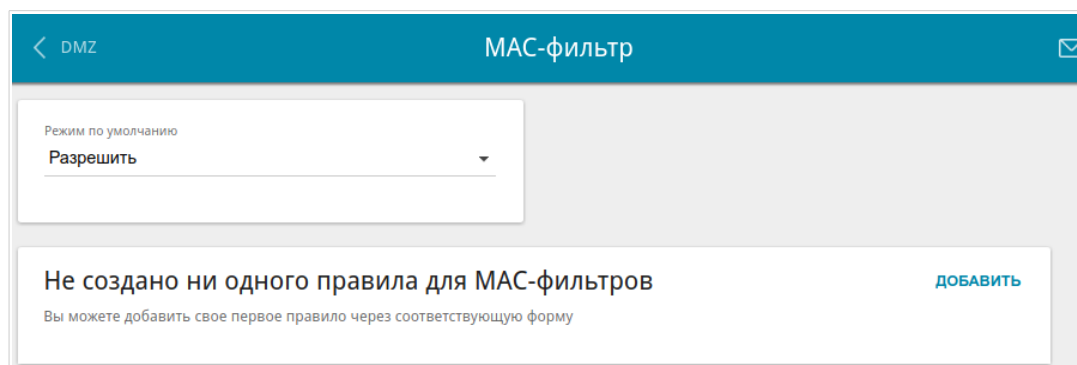 DMZ
MAC-фильтр
Режим по умолчанию
Разрешить
Не создано ни одного правила для MAC-фильтров
ДОБАВИТЬ
Вы можете добавить свое первое правило через соответствующую форму